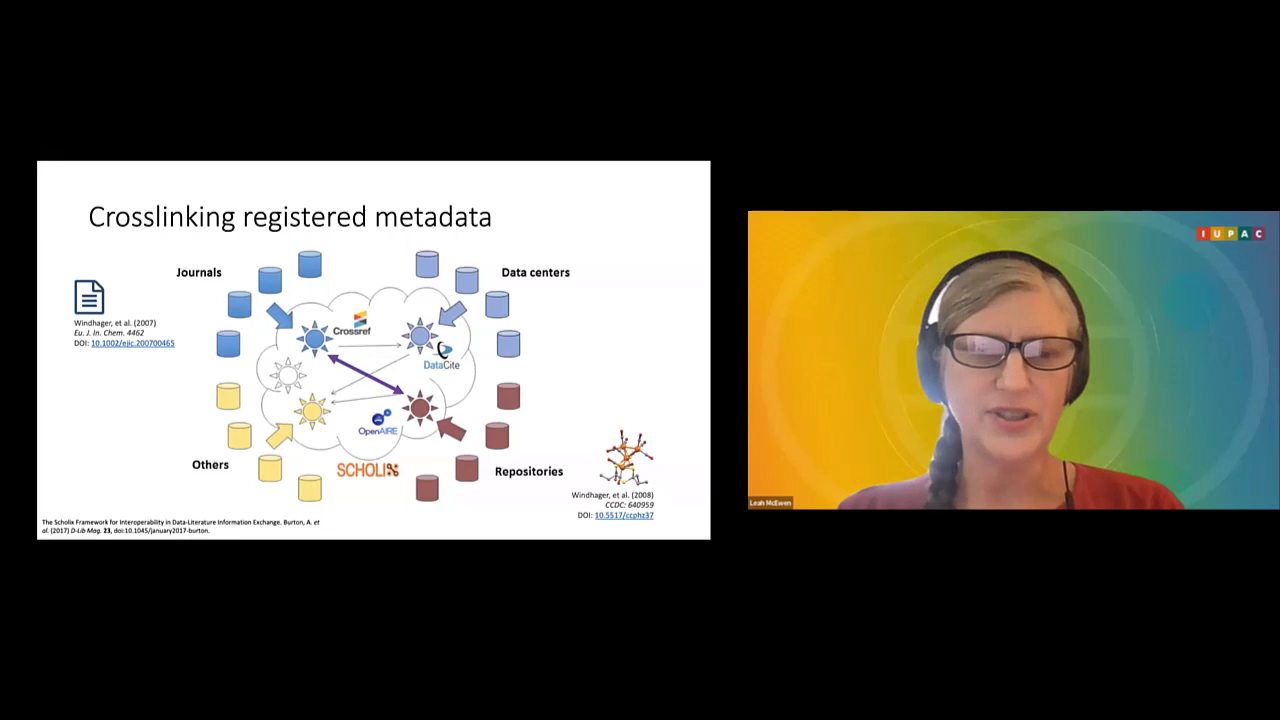 Crosslinking registered metadata
Journals
Data centers
Windhager, et al. (2007)
Eu. J. In. Chem. 4462
DOI: 10.1002/ejic.200700465
Crossref
DataCite
OpenAIRE
SCHOLIX
Others
Repositories
Windhager, et al. (2008)
CCDC: 640959
DOI: 10.5517/ccphz37
The Scholix Framework for Interoperability in Data-Literature Information Exchange. Burton, A. et
al. (2017) D-Lib Mag. 23, doi:10.1045/january2017-burton.
IUPAC
Leah McEwen